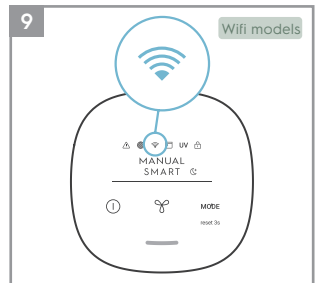 9
Wifi models
UV
MANUAL
SMART
MODE
reset 3s